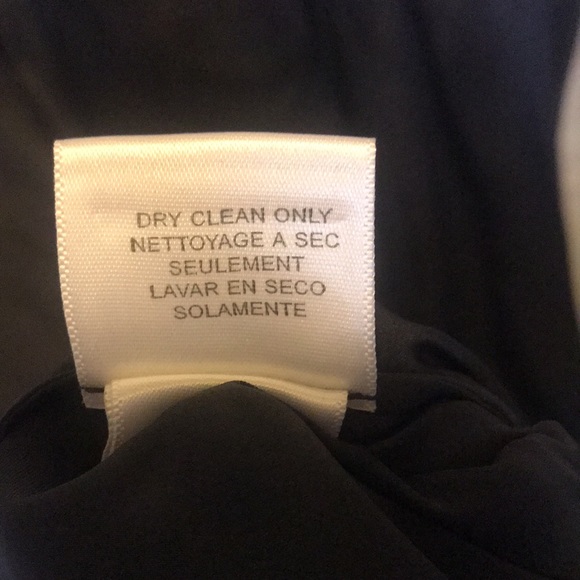 DRY CLEAN ONLY
NETTOYAGE A SEC
SEULEMENT
LAVAR EN SECO
SOLAMENTE